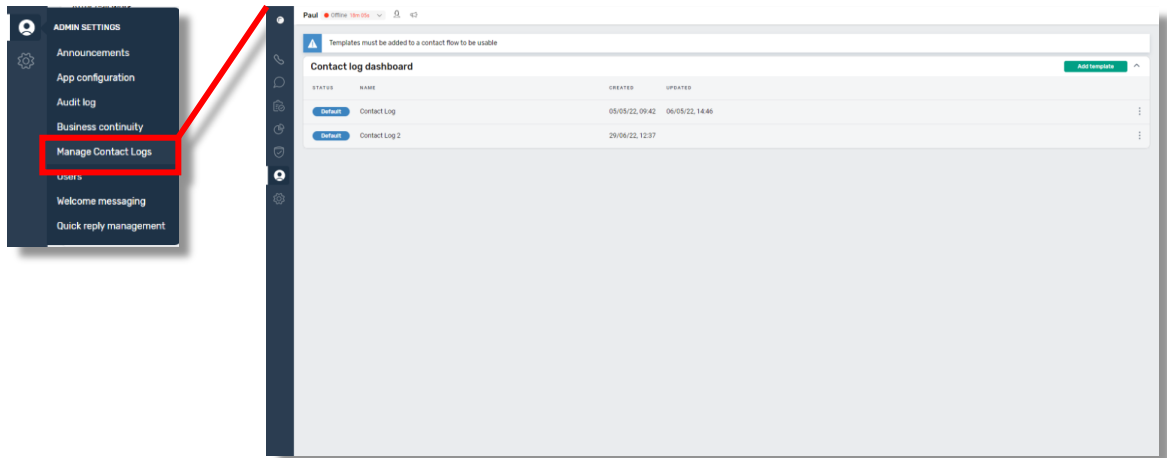 ADMIN SETTINGS
Announcements
App configuration
Audit log
Business continuity
Manage Contact Logs
Users
Welcome messaging
Quick reply management
Paul Offline
Templates must be added to a contact flow to be usable
Contact log dashboard
Add template
STATUS NAME CREATED UPDATED
Default Contact Log 05/05/22, 09:42 06/05/22, 14:46
Default Contact Log 2 29/06/22, 12:37